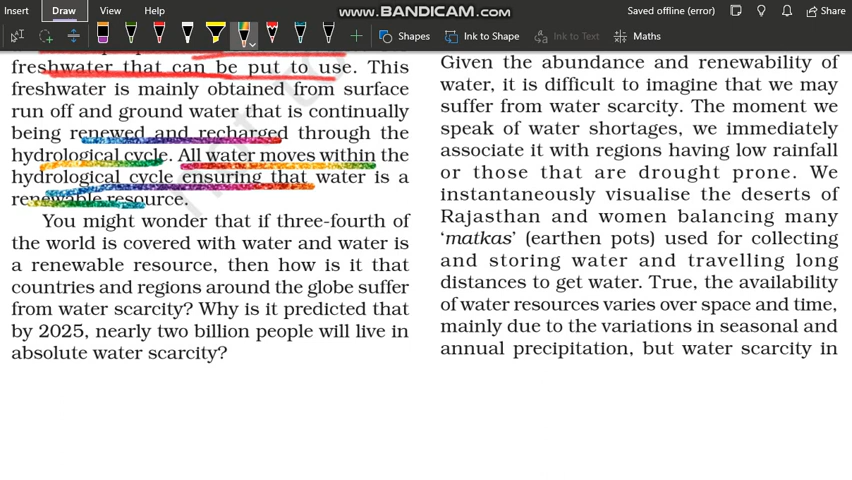 Insert Draw View Help
WWW.BANDICAM.COM
Saved offline (error)
Share
Shapes Ink to Shape Ink to Text Maths
freshwater that can be put to use. This
freshwater is mainly obtained from surface
run off and ground water that is continually
being renewed and recharged through the
hydrological cycle. All water moves within the
hydrological cycle ensuring that water is a
renewable resource.
You might wonder that if three-fourth of
the world is covered with water and water is
a renewable resource, then how is it that
countries and regions around the globe suffer
from water scarcity? Why is it predicted that
by 2025, nearly two billion people will live in
absolute water scarcity?
Given the abundance and renewability of
water, it is difficult to imagine that we may
suffer from water scarcity. The moment we
speak of water shortages, we immediately
associate it with regions having low rainfall
or those that are drought prone. We
instantaneously visualise the deserts of
Rajasthan and women balancing many
‘matkas’ (earthen pots) used for collecting
and storing water and travelling long
distances to get water. True, the availability
of water resources varies over space and time,
mainly due to the variations in seasonal and
annual precipitation, but water scarcity in